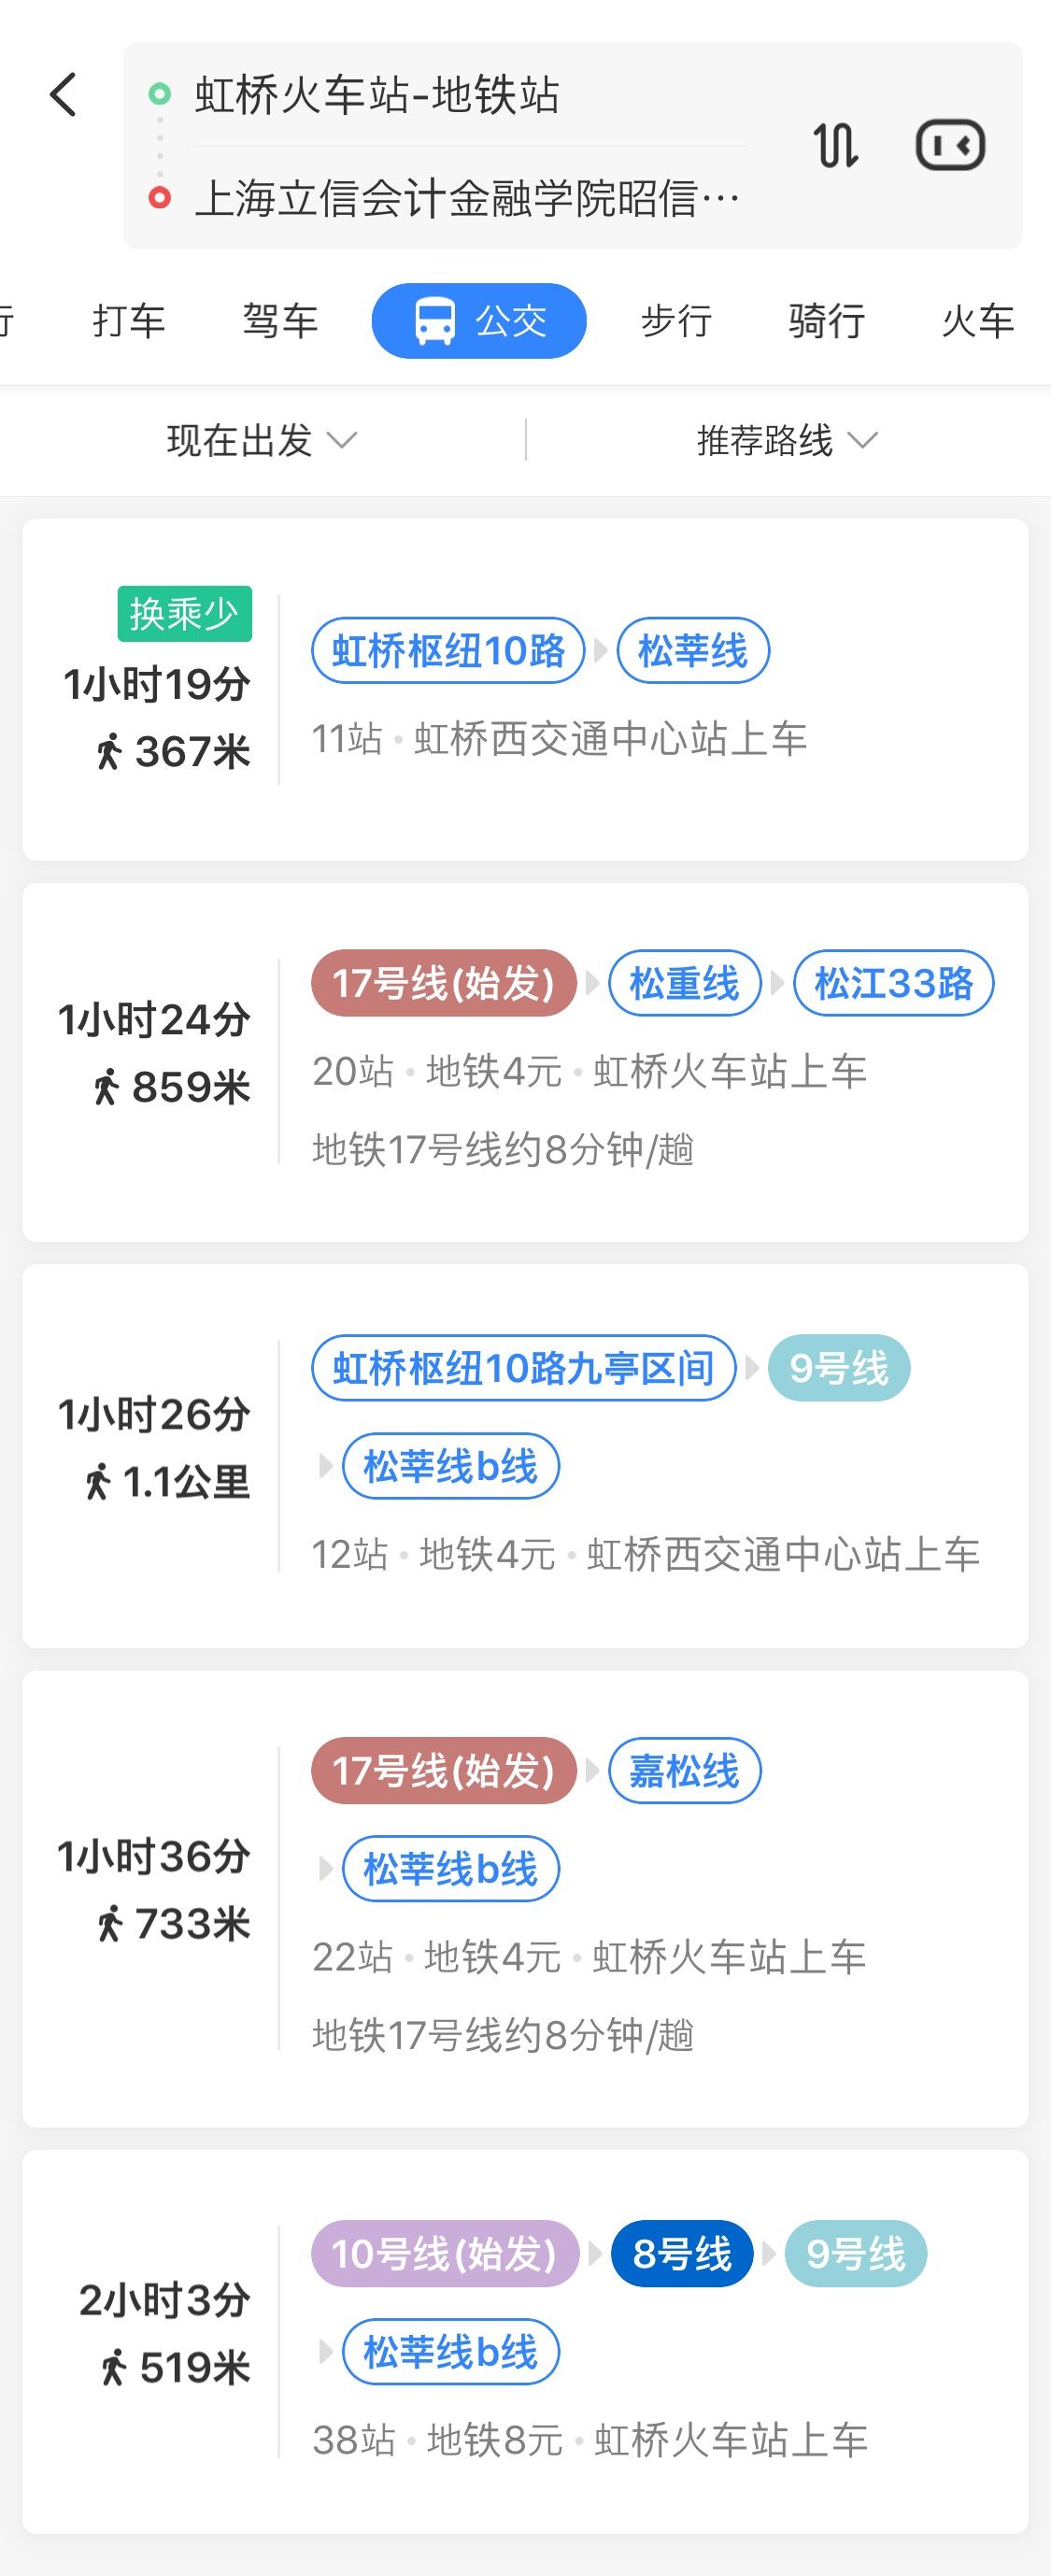 虹桥火车站-地铁站
上海立信会计金融学院昭信…
行 打车 驾车 公交 步行 骑行 火车
现在出发 推荐路线
换乘少
1小时19分
367米
虹桥枢纽10路 松莘线
11站·虹桥西交通中心站上车
1小时24分
859米
17号线(始发) 松重线 松江33路
20站·地铁4元·虹桥火车站上车
地铁17号线约8分钟/趟
1小时26分
1.1公里
虹桥枢纽10路九亭区间 9号线
松莘线b线
12站·地铁4元·虹桥西交通中心站上车
1小时36分
733米
17号线(始发) 嘉松线
松莘线b线
22站·地铁4元·虹桥火车站上车
地铁17号线约8分钟/趟
2小时3分
519米
10号线(始发) 8号线 9号线
松莘线b线
38站·地铁8元·虹桥火车站上车